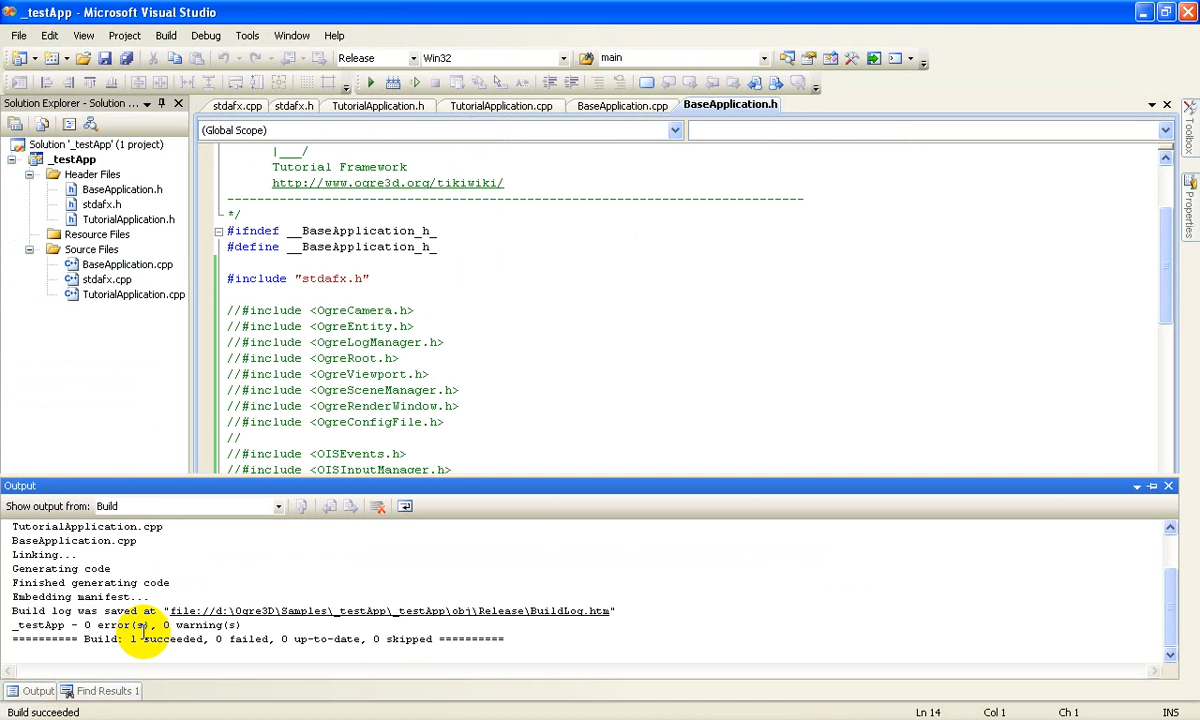 _testApp - Microsoft Visual Studio
File Edit View Project Build Debug Tools Window Help
Release Win32 main
Solution Explorer - Solution ...
stdafx.cpp stdafx.h TutorialApplication.h TutorialApplication.cpp BaseApplication.cpp BaseApplication.h
(Global Scope)
Solution '_testApp' (1 project)
_testApp
Header Files
BaseApplication.h
stdafx.h
TutorialApplication.h
Resource Files
Source Files
BaseApplication.cpp
stdafx.cpp
TutorialApplication.cpp
|___/
Tutorial Framework
http://www.ogre3d.org/tikiwiki/
-----------------------------------------------------------------------------
*/
#ifndef __BaseApplication_h_
#define __BaseApplication_h_
#include "stdafx.h"
//#include <OgreCamera.h>
//#include <OgreEntity.h>
//#include <OgreLogManager.h>
//#include <OgreRoot.h>
//#include <OgreViewport.h>
//#include <OgreSceneManager.h>
//#include <OgreRenderWindow.h>
//#include <OgreConfigFile.h>
//
//#include <OISEvents.h>
//#include <OISInputManager.h>
Toolbox
Properties
Output
Show output from: Build
TutorialApplication.cpp
BaseApplication.cpp
Linking...
Generating code
Finished generating code
Embedding manifest...
Build log was saved at "file://d:\Ogre3D\Samples\_testApp\_testApp\obj\Release\BuildLog.htm"
_testApp - 0 error(s), 0 warning(s)
========== Build: 1 succeeded, 0 failed, 0 up-to-date, 0 skipped ==========
Output Find Results 1
Build succeeded Ln 14 Col 1 Ch 1 INS